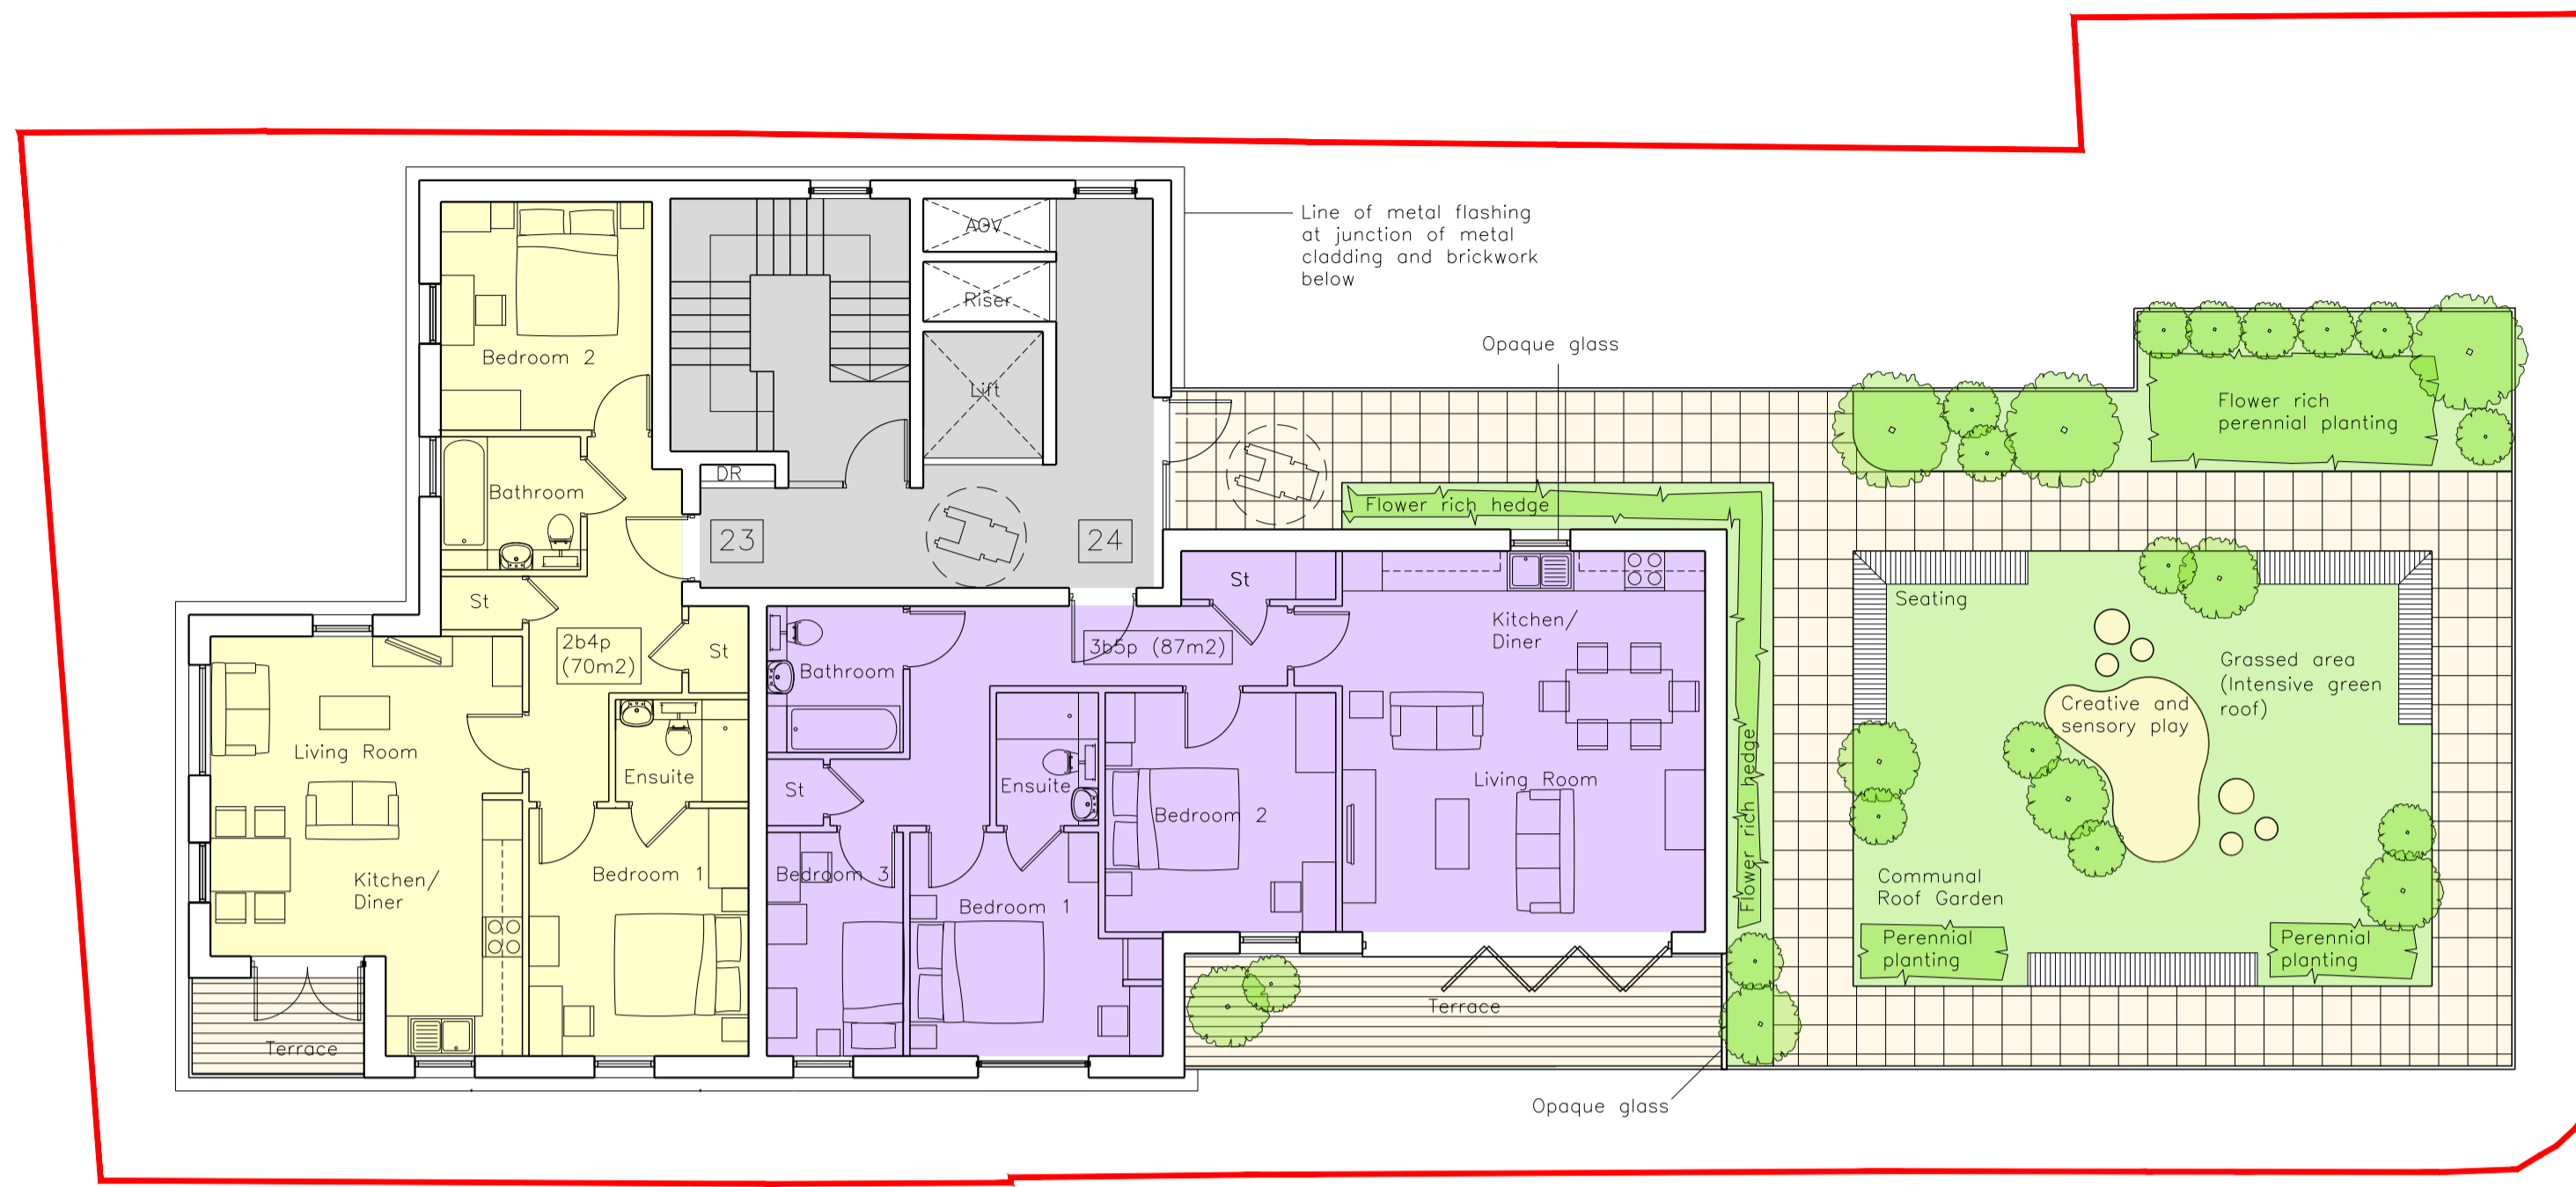 AOV
Line of metal flashing
at junction of metal
cladding and brickwork
below
Riser
Opaque glass
Bedroom 2
Lift
Flower rich
perennial planting
DR
Bathroom
Flower rich hedge
23
24
St
St
Seating
2b4p
(70m2)
St
3b5p (87m2)
Kitchen/
Diner
Bathroom
Grassed area
(Intensive green
roof)
Creative and
sensory play
Living Room
Ensuite
St
Ensuite
Living Room
Bedroom 2
Flower rich hedge
Kitchen/
Diner
Bedroom 1
Bedroom 3
Bedroom 1
Communal
Roof Garden
Perennial
planting
Perennial
planting
Terrace
Terrace
Opaque glass